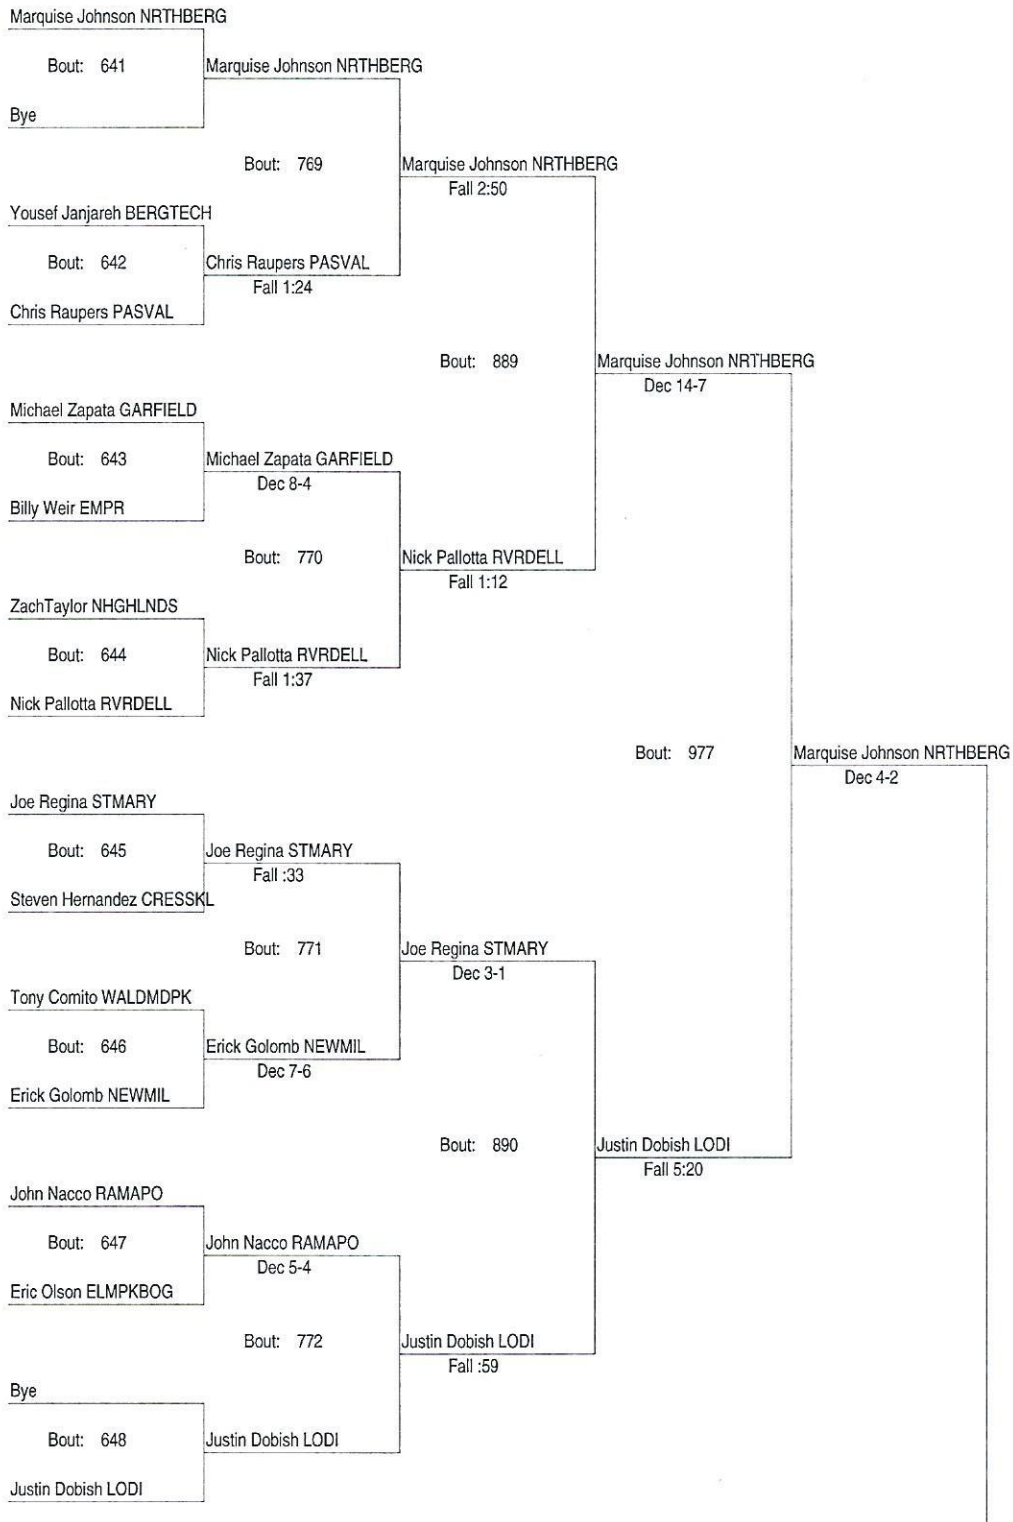 Marquise Johnson NRTHBERG
Bout: 641
Marquise Johnson NRTHBERG
Bye
Bout: 769
Marquise Johnson NRTHBERG
Fall 2:50
Yousef Janjareh BERGTECH
Bout: 642
Chris Raupers PASVAL
Fall 1:24
Chris Raupers PASVAL
Bout: 889
Marquise Johnson NRTHBERG
Dec 14-7
Michael Zapata GARFIELD
Bout: 643
Michael Zapata GARFIELD
Dec 8-4
Billy Weir EMPR
Bout: 770
Nick Pallotta RVRDELL
Fall 1:12
ZachTaylor NHGHLNDS
Bout: 644
Nick Pallotta RVRDELL
Fall 1:37
Nick Pallotta RVRDELL
Bout: 977
Marquise Johnson NRTHBERG
Dec 4-2
Joe Regina STMARY
Bout: 645
Joe Regina STMARY
Fall :33
Steven Hernandez CRESSKL
Bout: 771
Joe Regina STMARY
Dec 3-1
Tony Comito WALDMDPK
Bout: 646
Erick Golomb NEWMIL
Dec 7-6
Erick Golomb NEWMIL
Bout: 890
Justin Dobish LODI
Fall 5:20
John Nacco RAMAPO
Bout: 647
John Nacco RAMAPO
Dec 5-4
Eric Olson ELMPKBOG
Bout: 772
Justin Dobish LODI
Fall :59
Bye
Bout: 648
Justin Dobish LODI
Justin Dobish LODI